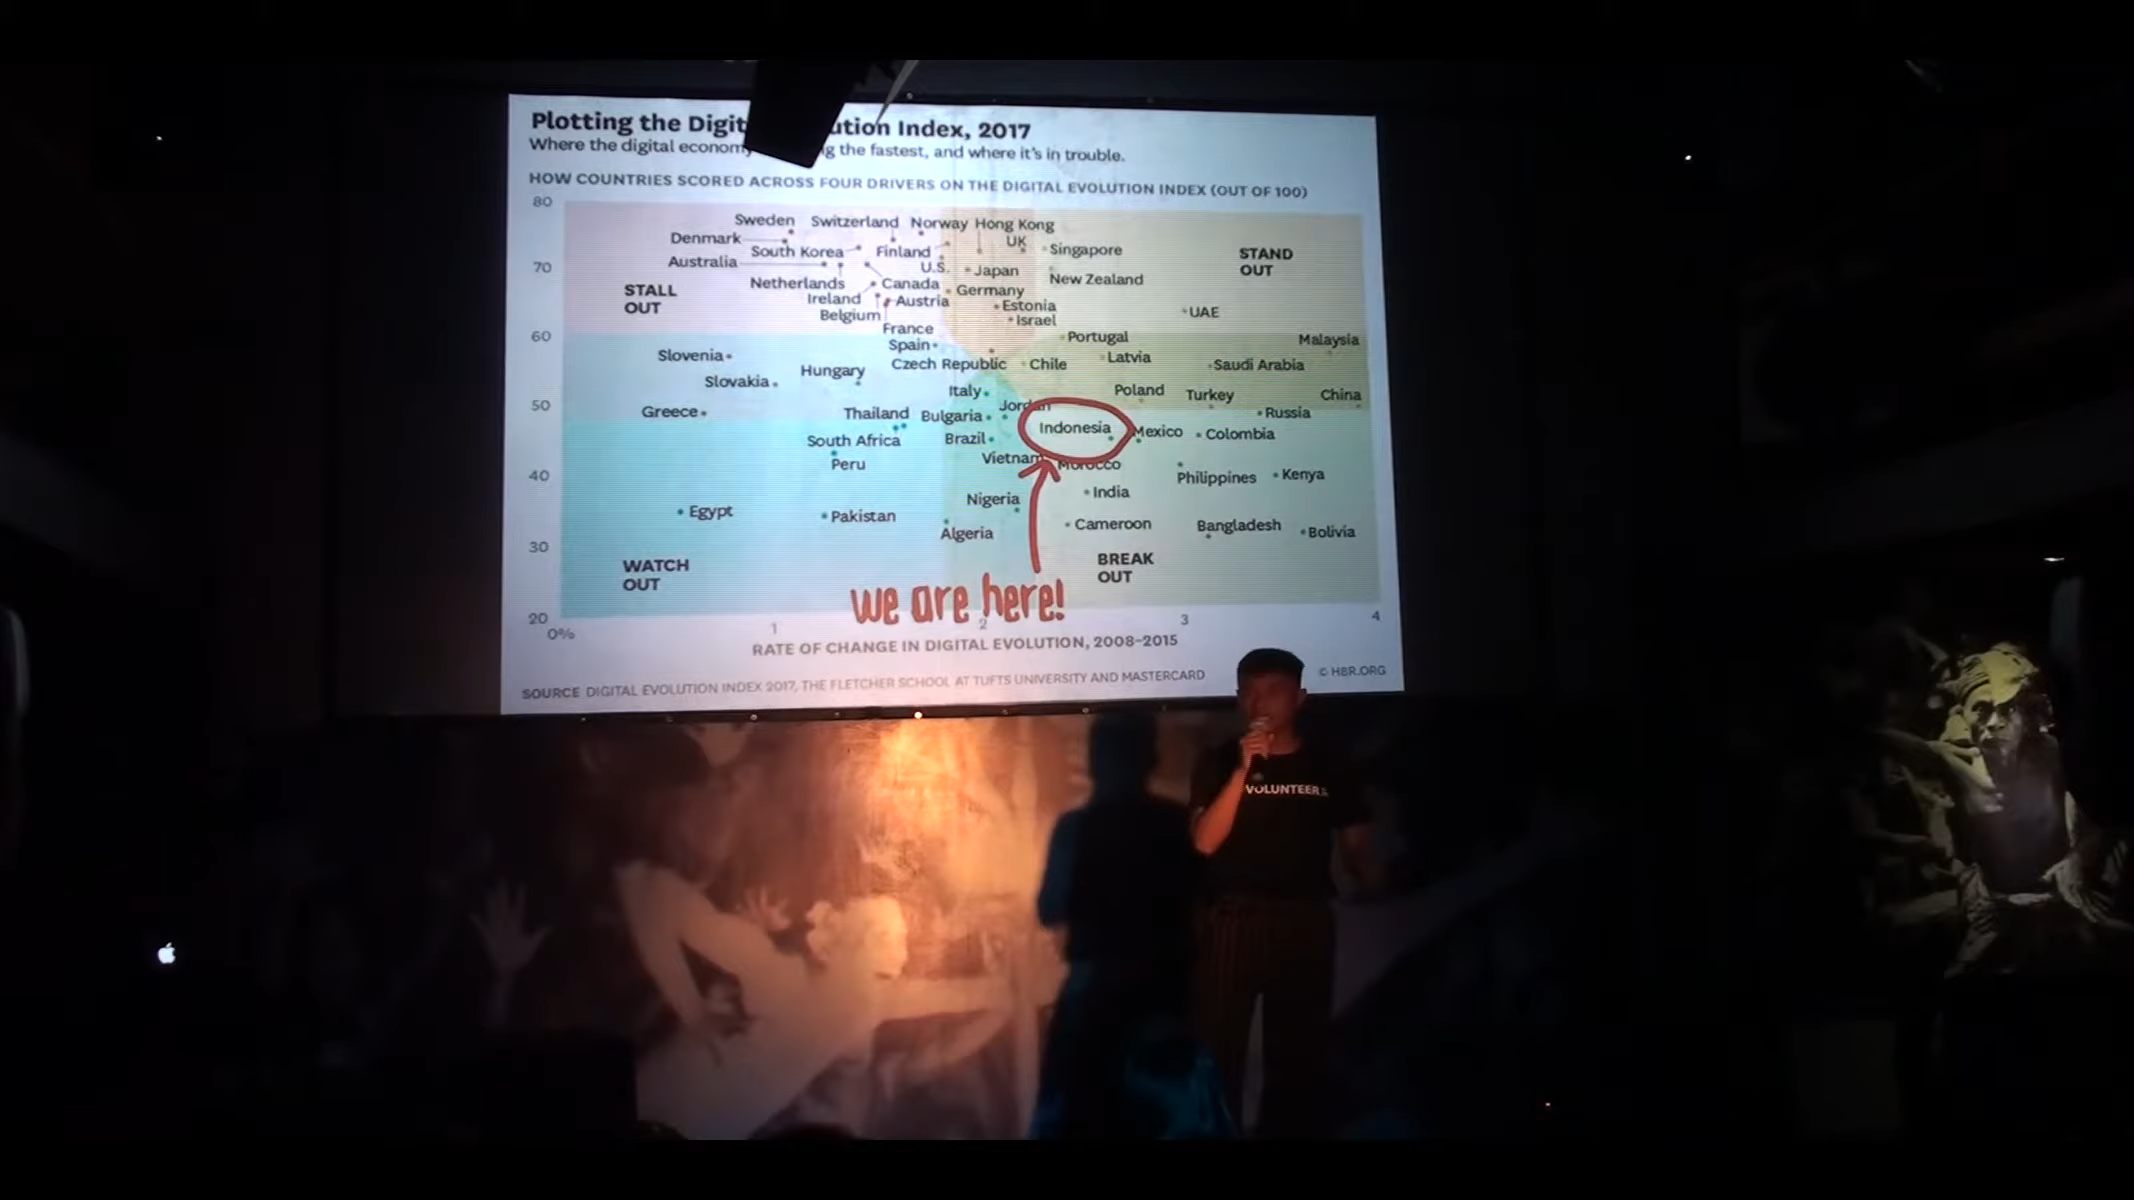 Plotting the Digit ution Index, 2017
Where the digital economy g the fastest, and where it's in trouble.
HOW COUNTRIES SCORED ACROSS FOUR DRIVERS ON THE DIGITAL EVOLUTION INDEX (OUT OF 100)
80
Sweden Switzerland Norway Hong Kong
Denmark UK
South Korea Finland Singapore STAND
OUT
Australia U.S. Japan
70
Netherlands Canada New Zealand
STALL
OUT
Ireland Austria Germany
Belgium Estonia UAE
Israel
France
60
Spain Portugal Malaysia
Slovenia Czech Republic Chile Latvia Saudi Arabia
Hungary
Slovakia Italy Poland Turkey China
50
Greece Thailand Bulgaria Jordan Russia
Indonesia Mexico Colombia
South Africa Brazil
Vietnam Morocco
Peru
40
Philippines Kenya
Nigeria India
Egypt Pakistan
Algeria Cameroon Bangladesh Bolivia
30
WATCH
OUT
BREAK
OUT
we are here!
20
0% 1 2 3 4
RATE OF CHANGE IN DIGITAL EVOLUTION, 2008–2015
SOURCE DIGITAL EVOLUTION INDEX 2017, THE FLETCHER SCHOOL AT TUFTS UNIVERSITY AND MASTERCARD
© HBR.ORG
VOLUNTEER